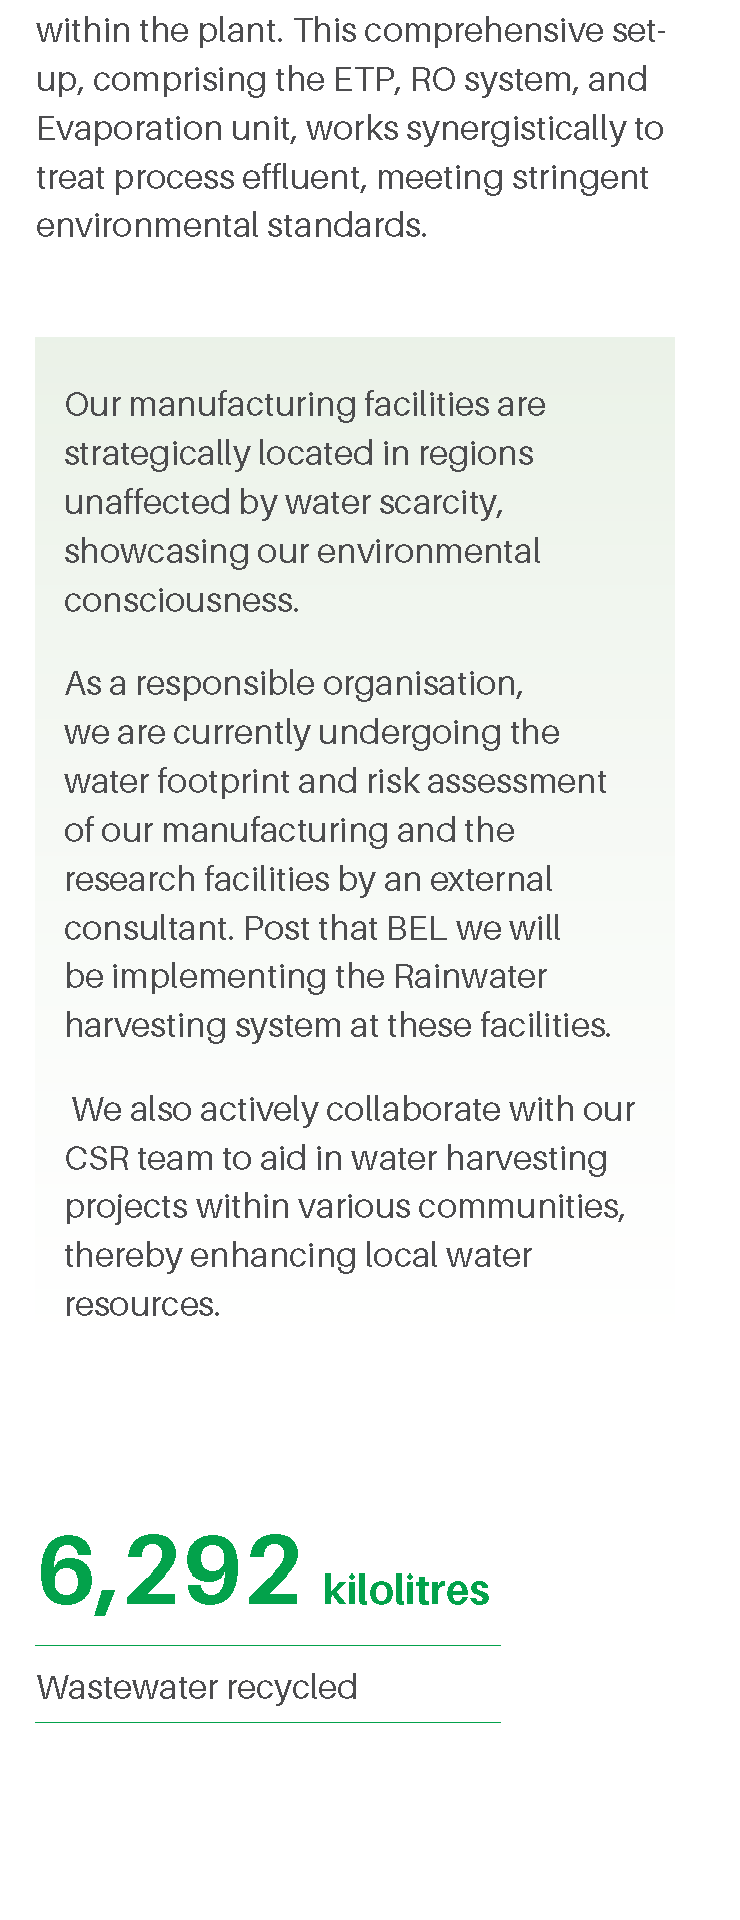 within the plant. This comprehensive set-
up, comprising the ETP, RO system, and
Evaporation unit, works synergistically to
treat process effluent, meeting stringent
environmental standards.
Our manufacturing facilities are
strategically located in regions
unaffected by water scarcity,
showcasing our environmental
consciousness.
As a responsible organisation,
we are currently undergoing the
water footprint and risk assessment
of our manufacturing and the
research facilities by an external
consultant. Post that BEL we will
be implementing the Rainwater
harvesting system at these facilities.
We also actively collaborate with our
CSR team to aid in water harvesting
projects within various communities,
thereby enhancing local water
resources.
6,292 kilolitres
Wastewater recycled